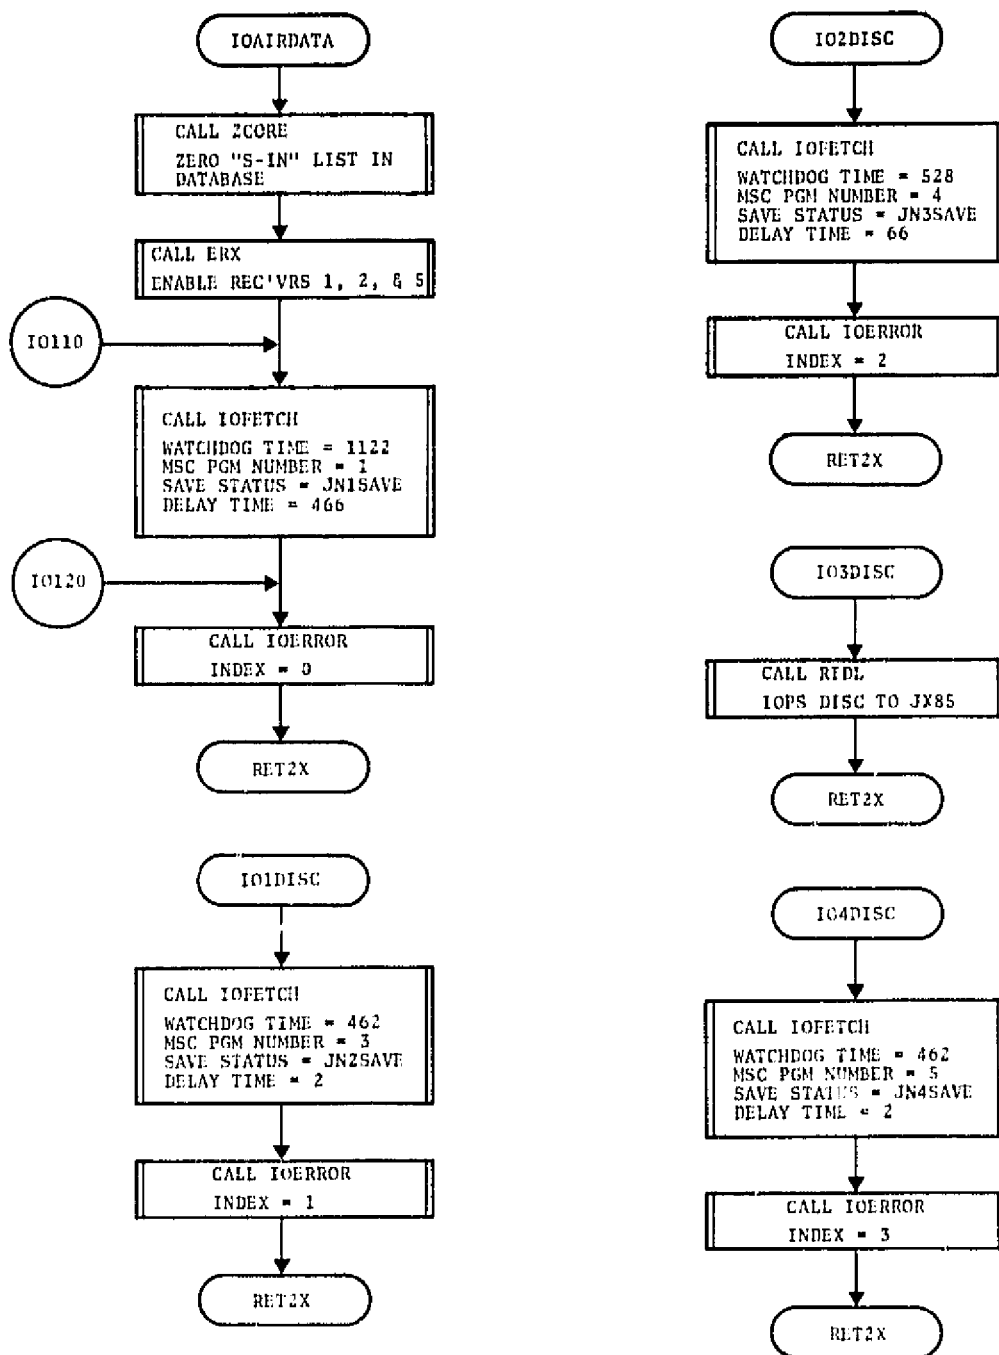 IOAIRDATA
CALL ZCORE
ZERO "S-IN" LIST IN
DATABASE
CALL ERX
ENABLE REC'VRS 1, 2, & 5
IO110
CALL IOFETCH
WATCHDOG TIME = 1122
MSC PGM NUMBER = 1
SAVE STATUS = JN1SAVE
DELAY TIME = 466
IO120
CALL IOERROR
INDEX = 0
RET2X
IO1DISC
CALL IOFETCH
WATCHDOG TIME = 462
MSC PGM NUMBER = 3
SAVE STATUS = JN2SAVE
DELAY TIME = 2
CALL IOERROR
INDEX = 1
RET2X
IO2DISC
CALL IOFETCH
WATCHDOG TIME = 528
MSC PGM NUMBER = 4
SAVE STATUS = JN3SAVE
DELAY TIME = 66
CALL IOERROR
INDEX = 2
RET2X
IO3DISC
CALL RIDL
IOPS DISC TO JX85
RET2X
IO4DISC
CALL IOFETCH
WATCHDOG TIME = 462
MSC PGM NUMBER = 5
SAVE STATUS = JN4SAVE
DELAY TIME = 2
CALL IOERROR
INDEX = 3
RET2X